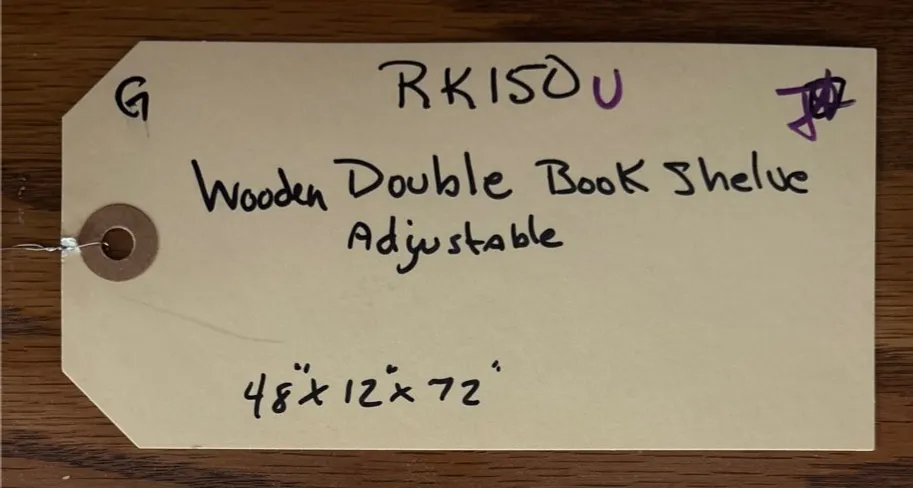 G
RK150U
Wooden Double Book Shelve
Adjustable
48"x 12"x 72"